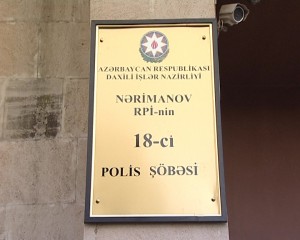 AZƏRBAYCAN RESPUBLİKASI
DAXİLİ İŞLƏR NAZİRLİYİ
NƏRİMANOV
RPİ-nin
18-ci
POLİS ŞÖBƏSİ